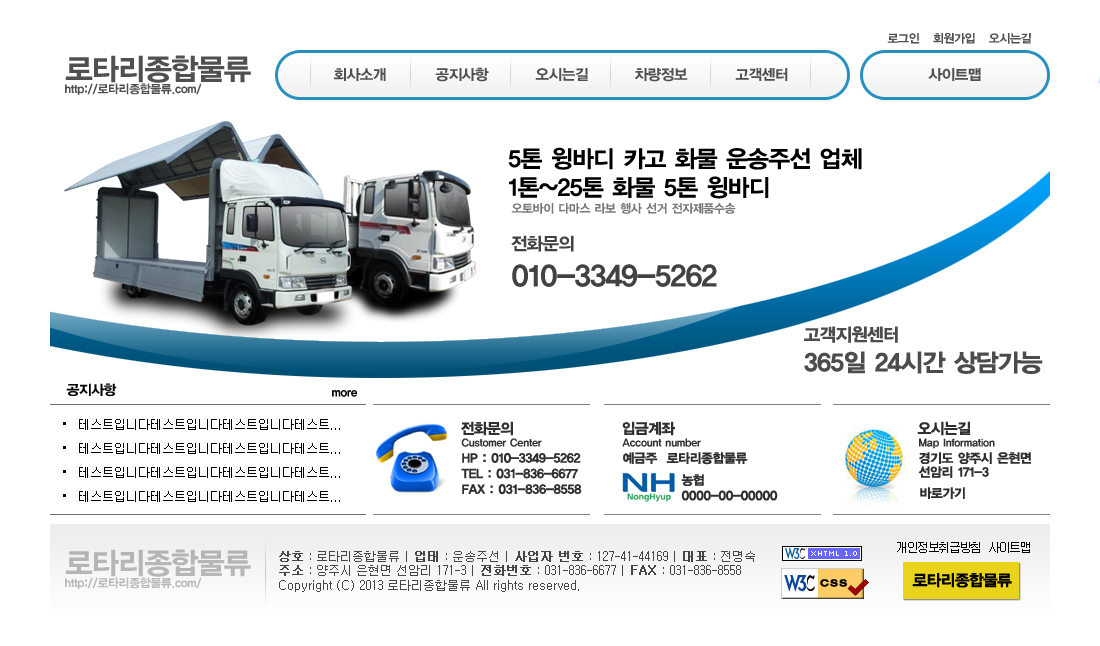 로그인 회원가입 오시는길
로타리종합물류
http://로타리종합물류.com/
회사소개 공지사항 오시는길 차량정보 고객센터 사이트맵
5톤 윙바디 카고 화물 운송주선 업체
1톤~25톤 화물 5톤 윙바디
오토바이 다마스 라보 행사 선거 전자제품수송
전화문의
010-3349-5262
고객지원센터
365일 24시간 상담가능
공지사항 more
테스트입니다테스트입니다테스트입니다테스트...
테스트입니다테스트입니다테스트입니다테스트...
테스트입니다테스트입니다테스트입니다테스트...
테스트입니다테스트입니다테스트입니다테스트...
전화문의
Customer Center
HP : 010-3349-5262
TEL : 031-836-6677
FAX : 031-836-8558
입금계좌
Account number
예금주 로타리종합물류
NH 농협
NongHyup 0000-00-00000
오시는길
Map Information
경기도 양주시 은현면
선암리 171-3
바로가기
로타리종합물류
http://로타리종합물류.com/
상호 : 로타리종합물류 | 업태 : 운송주선 | 사업자 번호 : 127-41-44169 | 대표 : 전명숙
주소 : 양주시 은현면 선암리 171-3 | 전화번호 : 031-836-6677 | FAX : 031-836-8558
Copyright (C) 2013 로타리종합물류 All rights reserved.
W3C XHTML 1.0
W3C css
개인정보취급방침 사이트맵
로타리종합물류